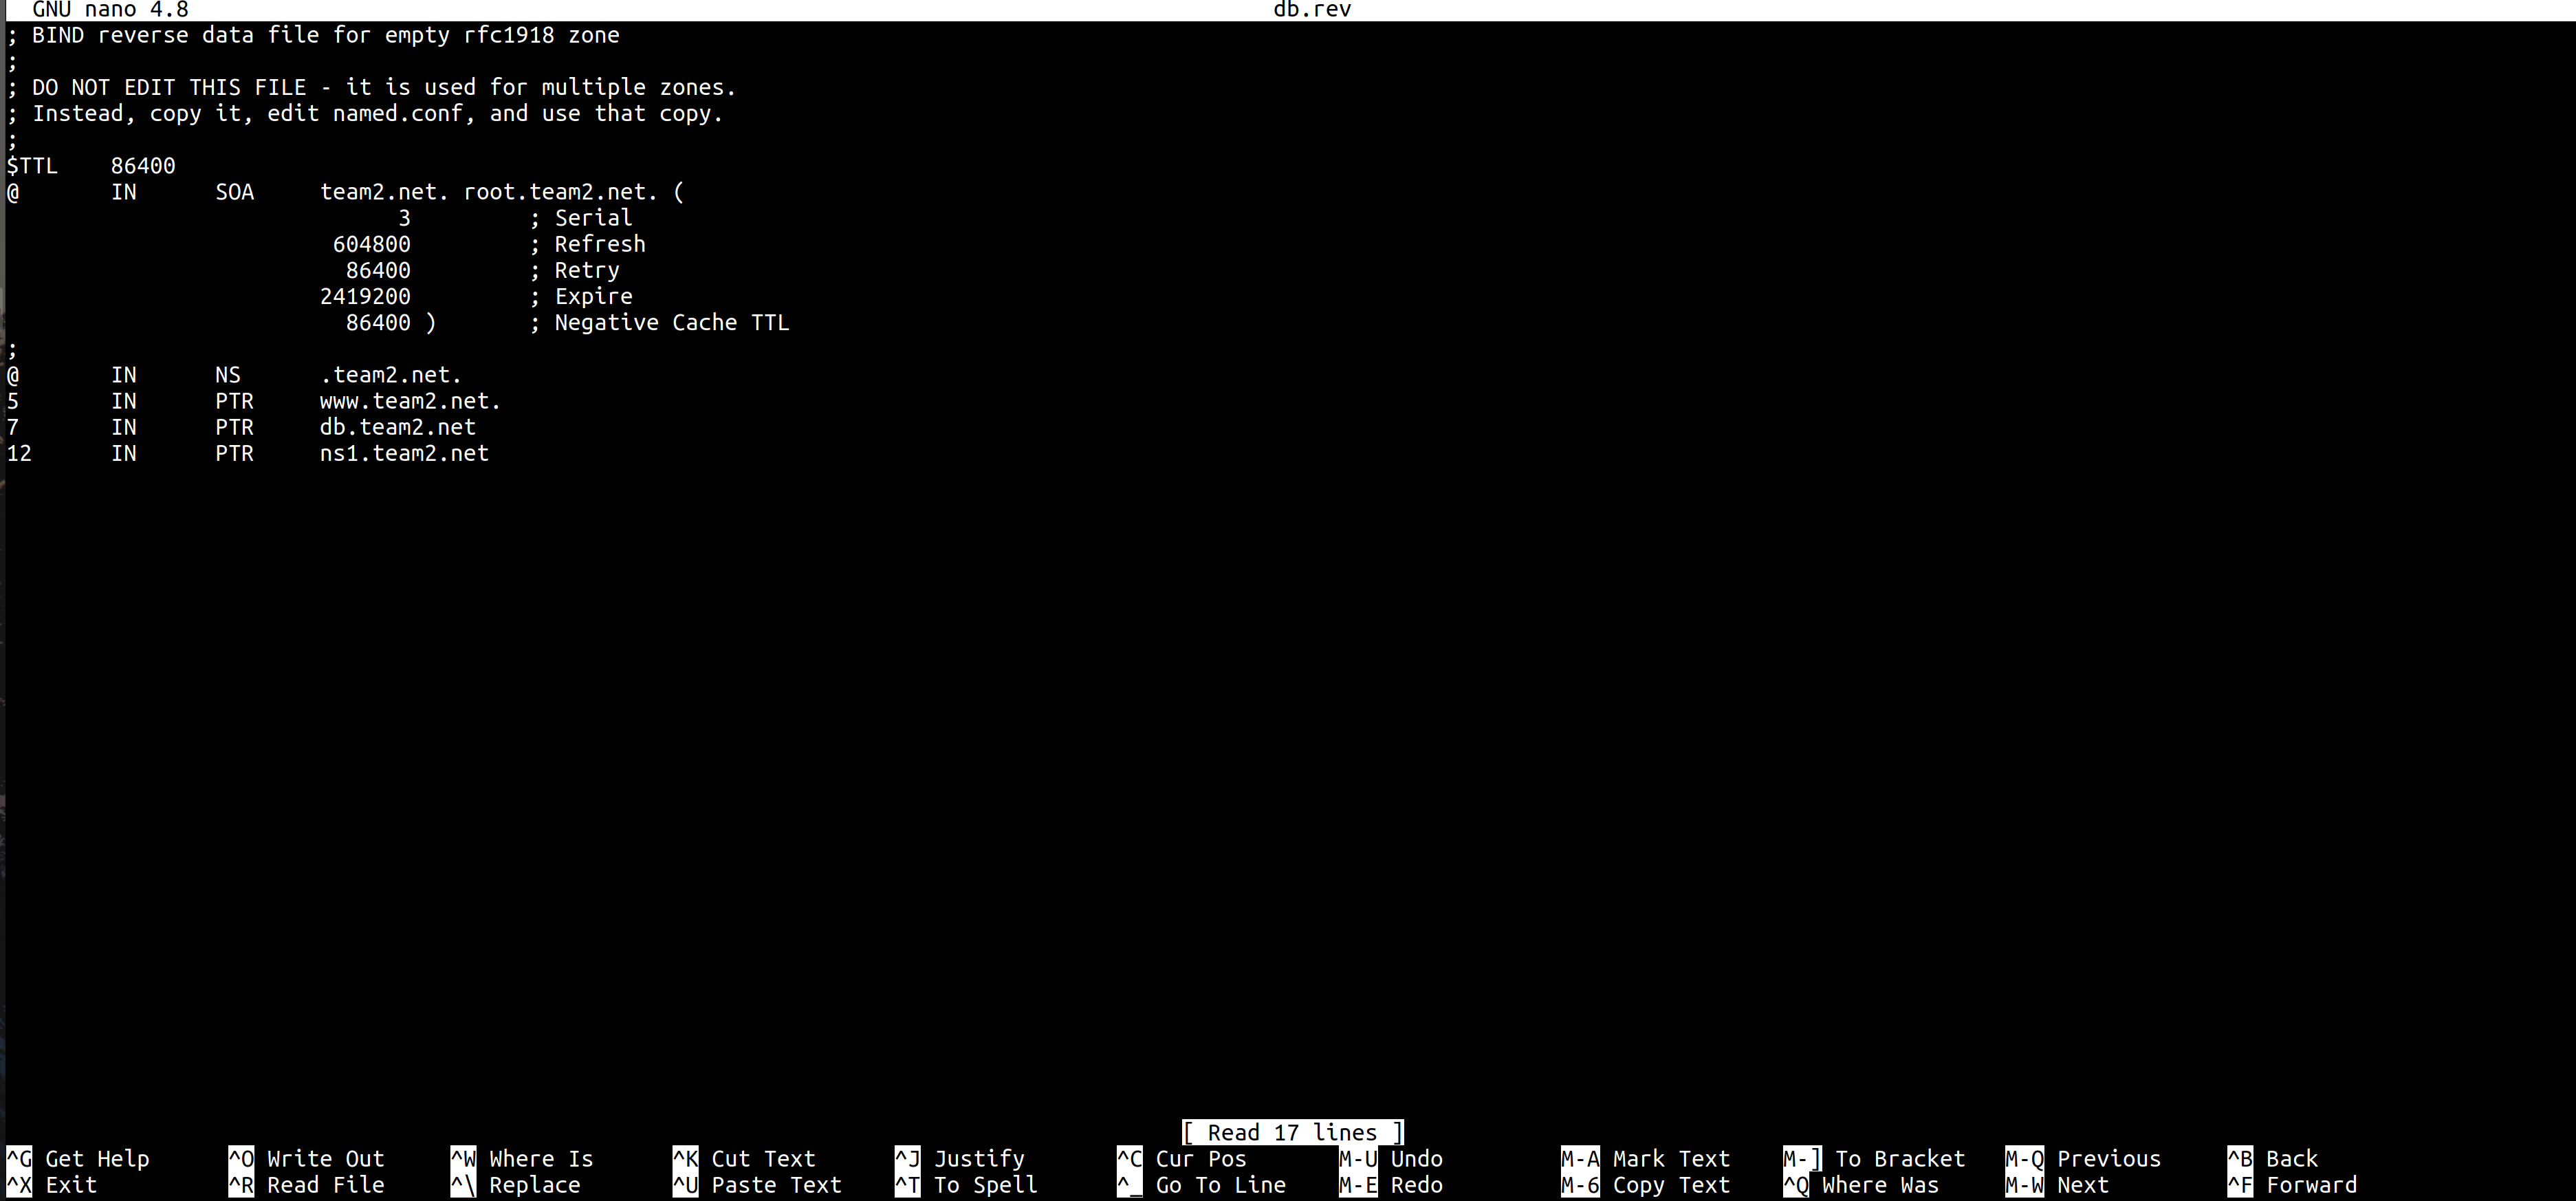 GNU nano 4.8 db.rev
; BIND reverse data file for empty rfc1918 zone
;
; DO NOT EDIT THIS FILE - it is used for multiple zones.
; Instead, copy it, edit named.conf, and use that copy.
;
$TTL 86400
@ IN SOA team2.net. root.team2.net. (
3 ; Serial
604800 ; Refresh
86400 ; Retry
2419200 ; Expire
86400 ) ; Negative Cache TTL
;
@ IN NS .team2.net.
5 IN PTR www.team2.net.
7 IN PTR db.team2.net
12 IN PTR ns1.team2.net
[ Read 17 lines ]
^G Get Help ^O Write Out ^W Where Is ^K Cut Text ^J Justify ^C Cur Pos M-U Undo M-A Mark Text M-] To Bracket M-Q Previous ^B Back
^X Exit ^R Read File ^\ Replace ^U Paste Text ^T To Spell ^_ Go To Line M-E Redo M-6 Copy Text ^Q Where Was M-W Next ^F Forward